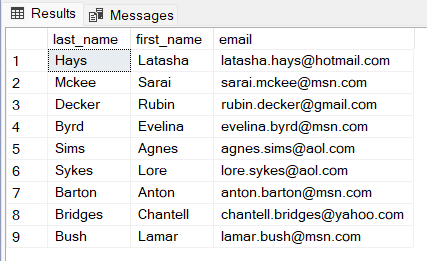 Results Messages
last_name first_name email
1 Hays Latasha latasha.hays@hotmail.com
2 Mckee Sarai sarai.mckee@msn.com
3 Decker Rubin rubin.decker@gmail.com
4 Byrd Evelina evelina.byrd@msn.com
5 Sims Agnes agnes.sims@aol.com
6 Sykes Lore lore.sykes@aol.com
7 Barton Anton anton.barton@msn.com
8 Bridges Chantell chantell.bridges@yahoo.com
9 Bush Lamar lamar.bush@msn.com